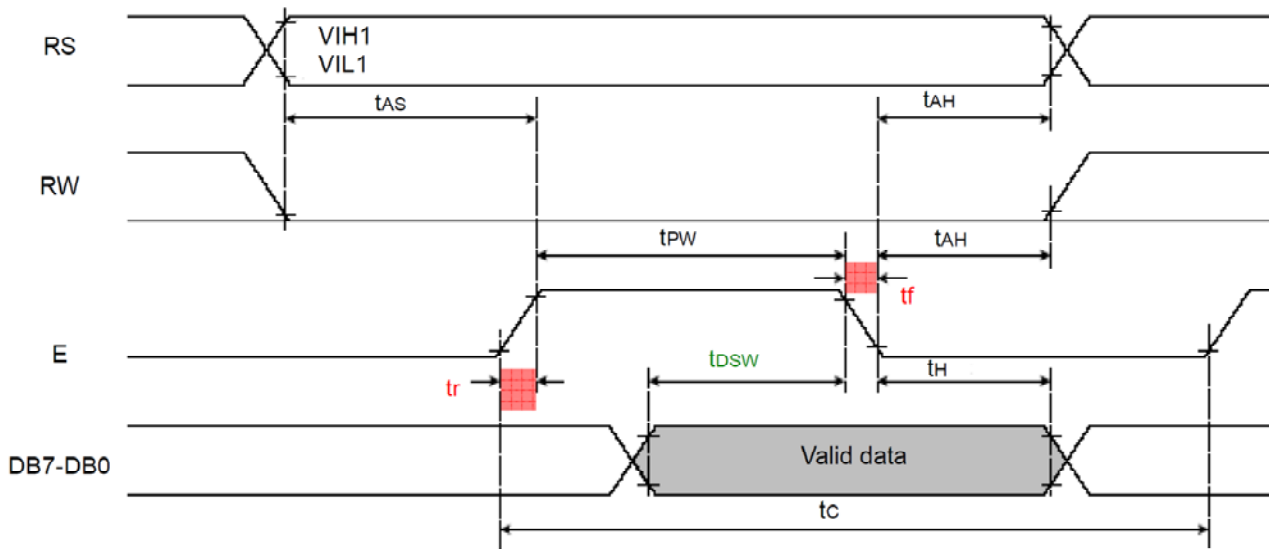 RS
VIH1
VIL1
tAS
tAH
RW
tPW
tAH
tf
E
tDSW
tr
tH
DB7-DB0
Valid data
tC